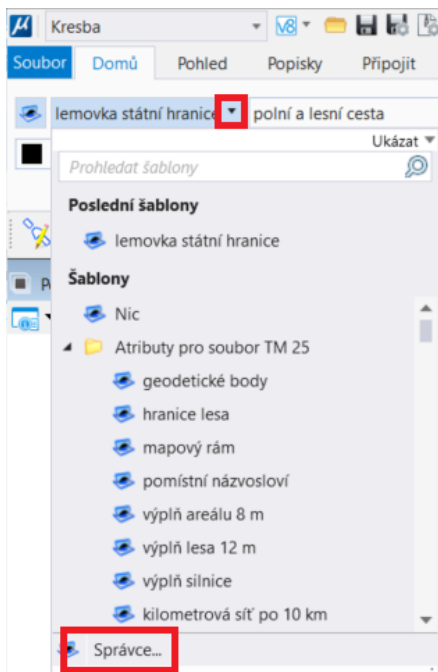 Kresba
Soubor Domů Pohled Popisky Připojit
lemovka státní hranice polní a lesní cesta
Ukázat
Prohledat šablony
Poslední šablony
lemovka státní hranice
Šablony
Nic
Atributy pro soubor TM 25
geodetické body
hranice lesa
mapový rám
pomístní názvosloví
výplň areálu 8 m
výplň lesa 12 m
výplň silnice
kilometrová síť po 10 km
Správce...